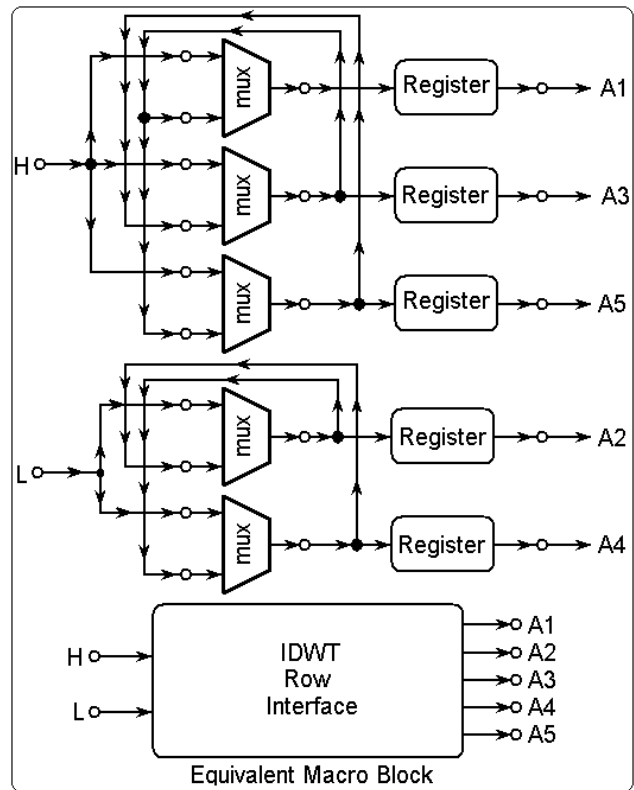 mux
Register
A1
H
mux
Register
A3
mux
Register
A5
mux
Register
A2
L
mux
Register
A4
H
L
IDWT
Row
Interface
A1
A2
A3
A4
A5
Equivalent Macro Block